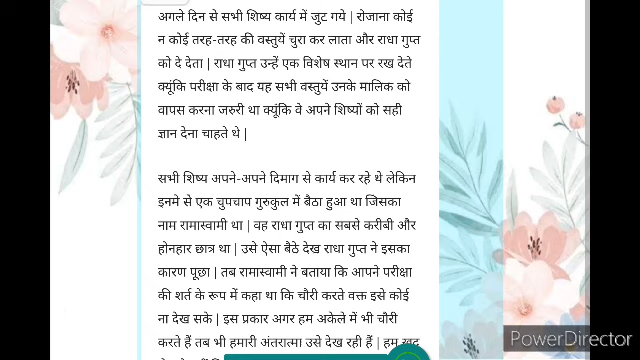 अगले दिन से सभी शिष्य कार्य में जुट गये | रोजाना कोई
न कोई तरह-तरह की वस्तुयें चुरा कर लाता और राधा गुप्त
को दे देता | राधा गुप्त उन्हें एक विशेष स्थान पर रख देते
क्यूंकि परीक्षा के बाद यह सभी वस्तुयें उनके मालिक को
वापस करना जरुरी था क्यूंकि वे अपने शिष्यों को सही
ज्ञान देना चाहते थे |
सभी शिष्य अपने-अपने दिमाग से कार्य कर रहे थे लेकिन
इनमे से एक चुपचाप गुरुकुल में बैठा हुआ था जिसका
नाम रामास्वामी था | वह राधा गुप्त का सबसे करीबी और
होनहार छात्र था | उसे ऐसा बैठे देख राधा गुप्त ने इसका
कारण पूछा | तब रामास्वामी ने बताया कि आपने परीक्षा
की शर्त के रूप में कहा था कि चोरी करते वक्त इसे कोई
ना देख सके | इस प्रकार अगर हम अकेले में भी चोरी
करते हैं तब भी हमारी अंतरात्मा उसे देख रही हैं | हम खुद
PowerDirector